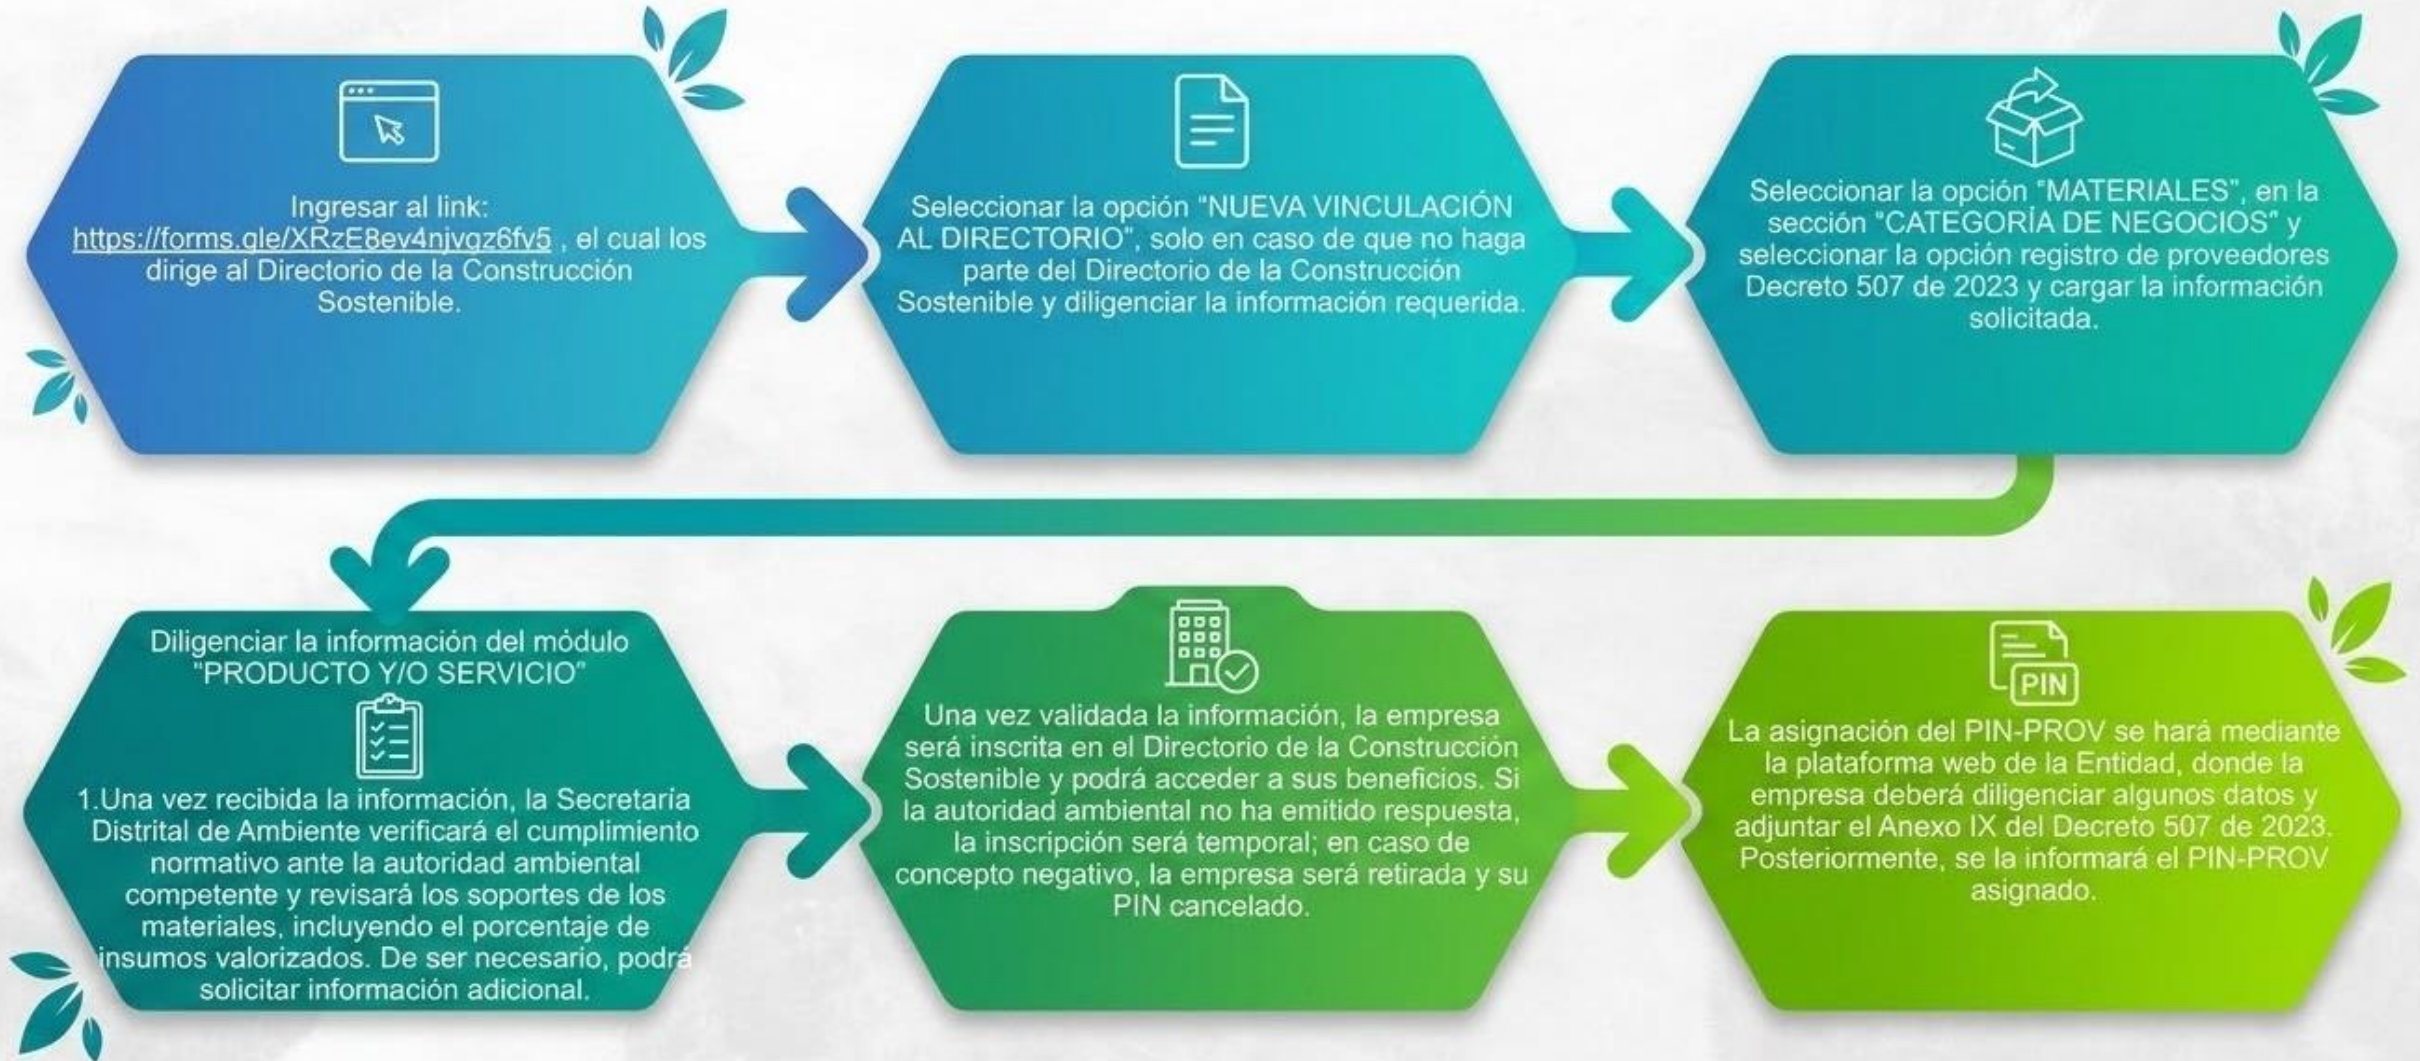 Ingresar al link:
https://forms.gle/XRzE8ev4njvgz6fv5 , el cual los
dirige al Directorio de la Construcción
Sostenible.
Seleccionar la opción "NUEVA VINCULACIÓN
AL DIRECTORIO", solo en caso de que no haga
parte del Directorio de la Construcción
Sostenible y diligenciar la información requerida.
Seleccionar la opción "MATERIALES", en la
sección "CATEGORÍA DE NEGOCIOS" y
seleccionar la opción registro de proveedores
Decreto 507 de 2023 y cargar la información
solicitada.
Diligenciar la información del módulo
"PRODUCTO Y/O SERVICIO"
1.Una vez recibida la información, la Secretaría
Distrital de Ambiente verificará el cumplimiento
normativo ante la autoridad ambiental
competente y revisará los soportes de los
materiales, incluyendo el porcentaje de
insumos valorizados. De ser necesario, podrá
solicitar información adicional.
Una vez validada la información, la empresa
será inscrita en el Directorio de la Construcción
Sostenible y podrá acceder a sus beneficios. Si
la autoridad ambiental no ha emitido respuesta,
la inscripción será temporal; en caso de
concepto negativo, la empresa será retirada y su
PIN cancelado.
PIN
La asignación del PIN-PROV se hará mediante
la plataforma web de la Entidad, donde la
empresa deberá diligenciar algunos datos y
adjuntar el Anexo IX del Decreto 507 de 2023.
Posteriormente, se la informará el PIN-PROV
asignado.